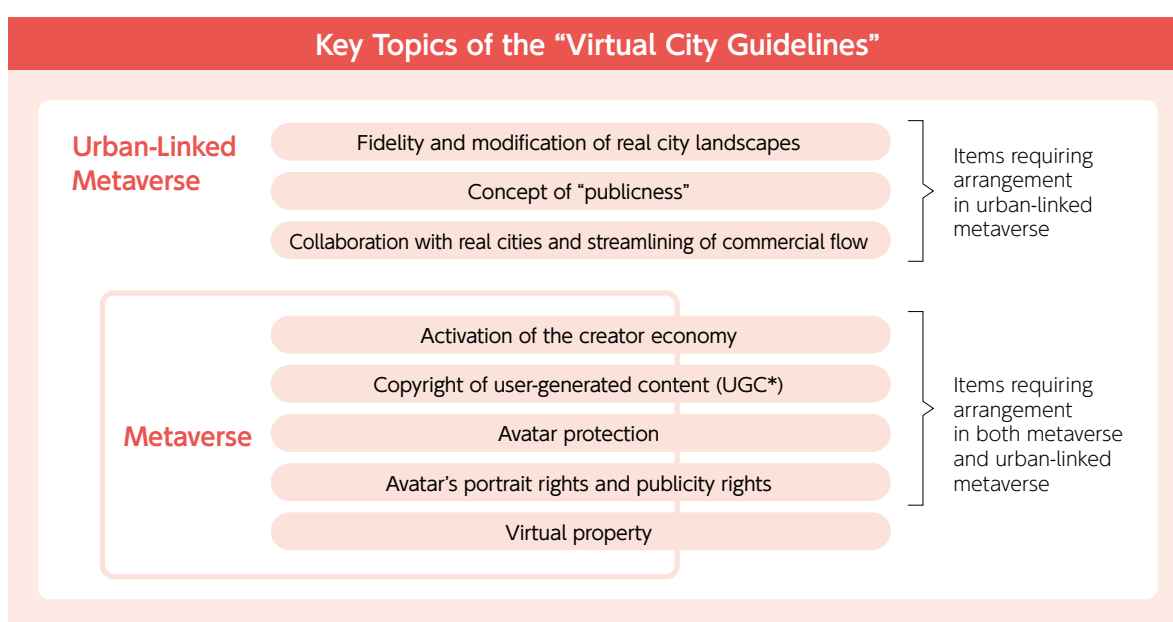 Key Topics of the “Virtual City Guidelines”
Urban-Linked
Metaverse
Fidelity and modification of real city landscapes
Concept of “publicness”
Collaboration with real cities and streamlining of commercial flow
Items requiring
arrangement
in urban-linked
metaverse
Metaverse
Activation of the creator economy
Copyright of user-generated content (UGC*)
Avatar protection
Avatar’s portrait rights and publicity rights
Virtual property
Items requiring
arrangement
in both metaverse
and urban-linked
metaverse